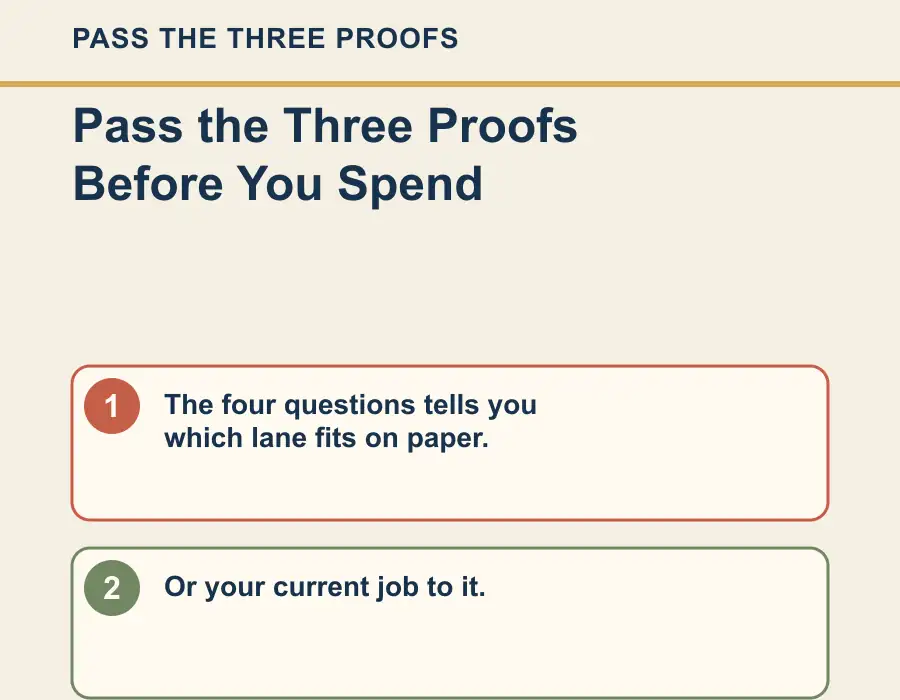 PASS THE THREE PROOFS
Pass the Three Proofs
Before You Spend
1
The four questions tells you
which lane fits on paper.
2
Or your current job to it.